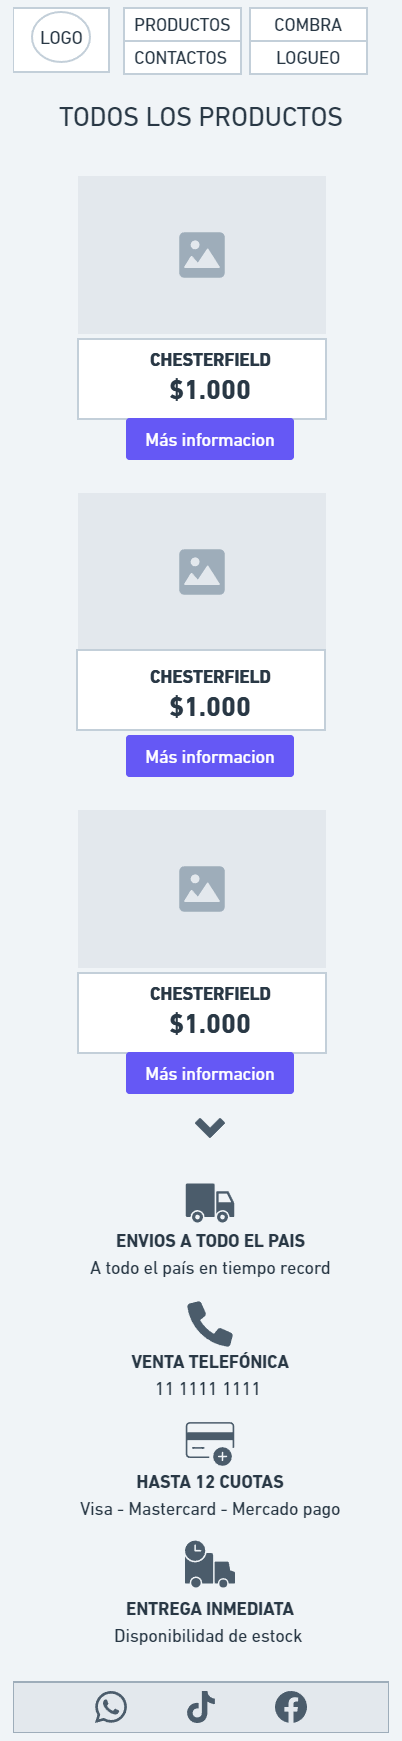 LOGO
PRODUCTOS
COMBRA
CONTACTOS
LOGUEO
TODOS LOS PRODUCTOS
CHESTERFIELD
$1.000
Más informacion
CHESTERFIELD
$1.000
Más informacion
CHESTERFIELD
$1.000
Más informacion
ENVIOS A TODO EL PAIS
A todo el país en tiempo record
VENTA TELEFÓNICA
11 1111 1111
HASTA 12 CUOTAS
Visa - Mastercard - Mercado pago
ENTREGA INMEDIATA
Disponibilidad de estock